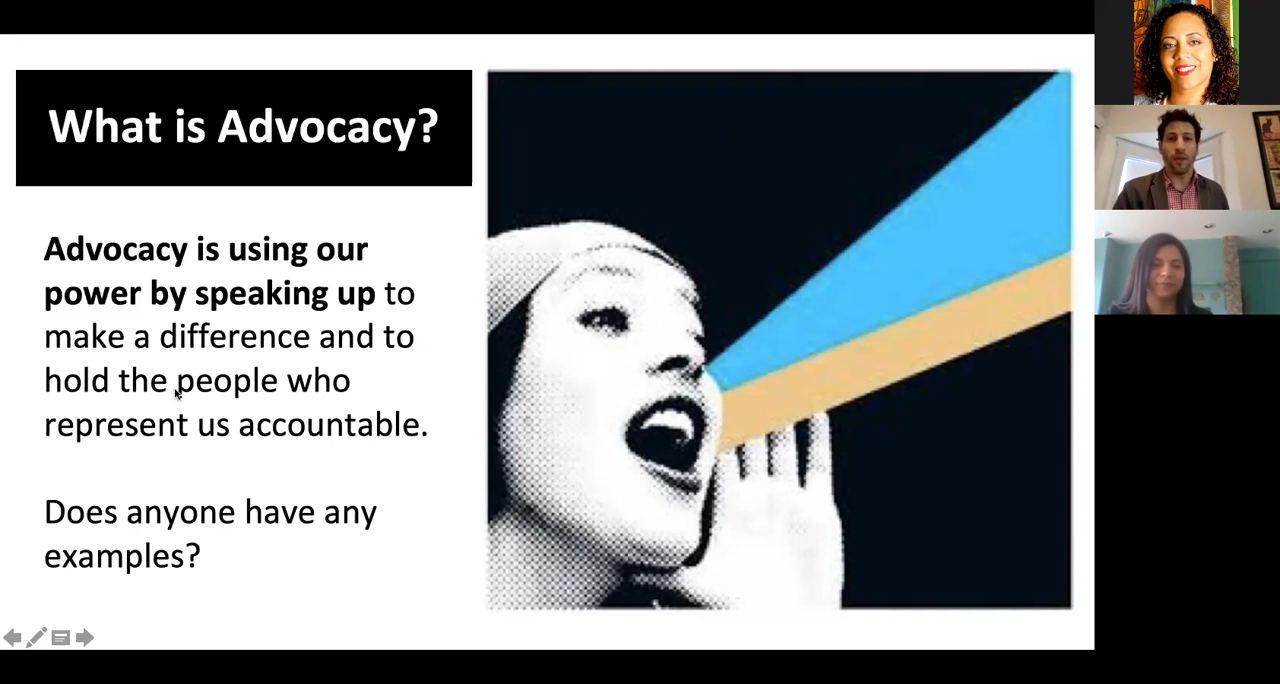 What is Advocacy?
Advocacy is using our
power by speaking up to
make a difference and to
hold the people who
represent us accountable.
Does anyone have any
examples?